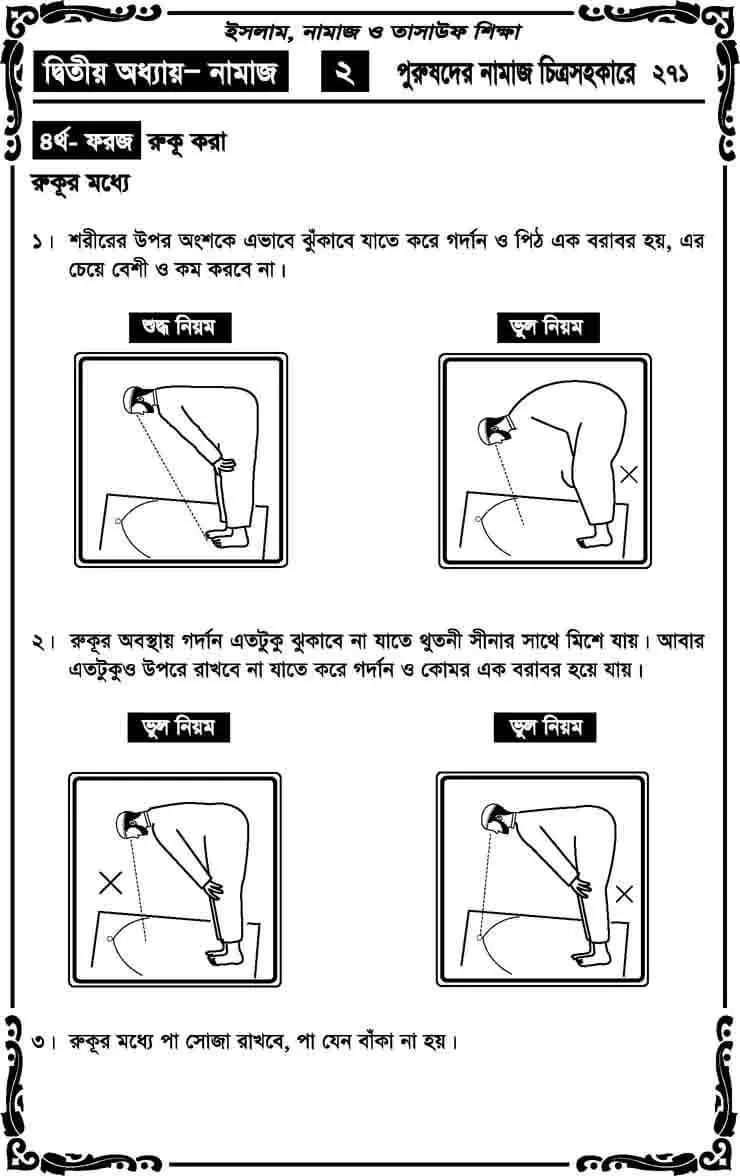 ইসলাম, নামাজ ও তাসাউফ শিক্ষা
দ্বিতীয় অধ্যায়– নামাজ ২ পুরুষদের নামাজ চিত্রসহকারে ২৭১
৪র্থ- ফরজ রুকূ করা
রুকূর মধ্যে
১। শরীরের উপর অংশকে এভাবে ঝুঁকাবে যাতে করে গর্দান ও পিঠ এক বরাবর হয়, এর
চেয়ে বেশী ও কম করবে না।
শুদ্ধ নিয়ম
ভুল নিয়ম
২। রুকূর অবস্থায় গর্দান এতটুকু ঝুকাবে না যাতে থুতনী সীনার সাথে মিশে যায়। আবার
এতটুকুও উপরে রাখবে না যাতে করে গর্দান ও কোমর এক বরাবর হয়ে যায়।
ভুল নিয়ম
ভুল নিয়ম
৩। রুকূর মধ্যে পা সোজা রাখবে, পা যেন বাঁকা না হয়।